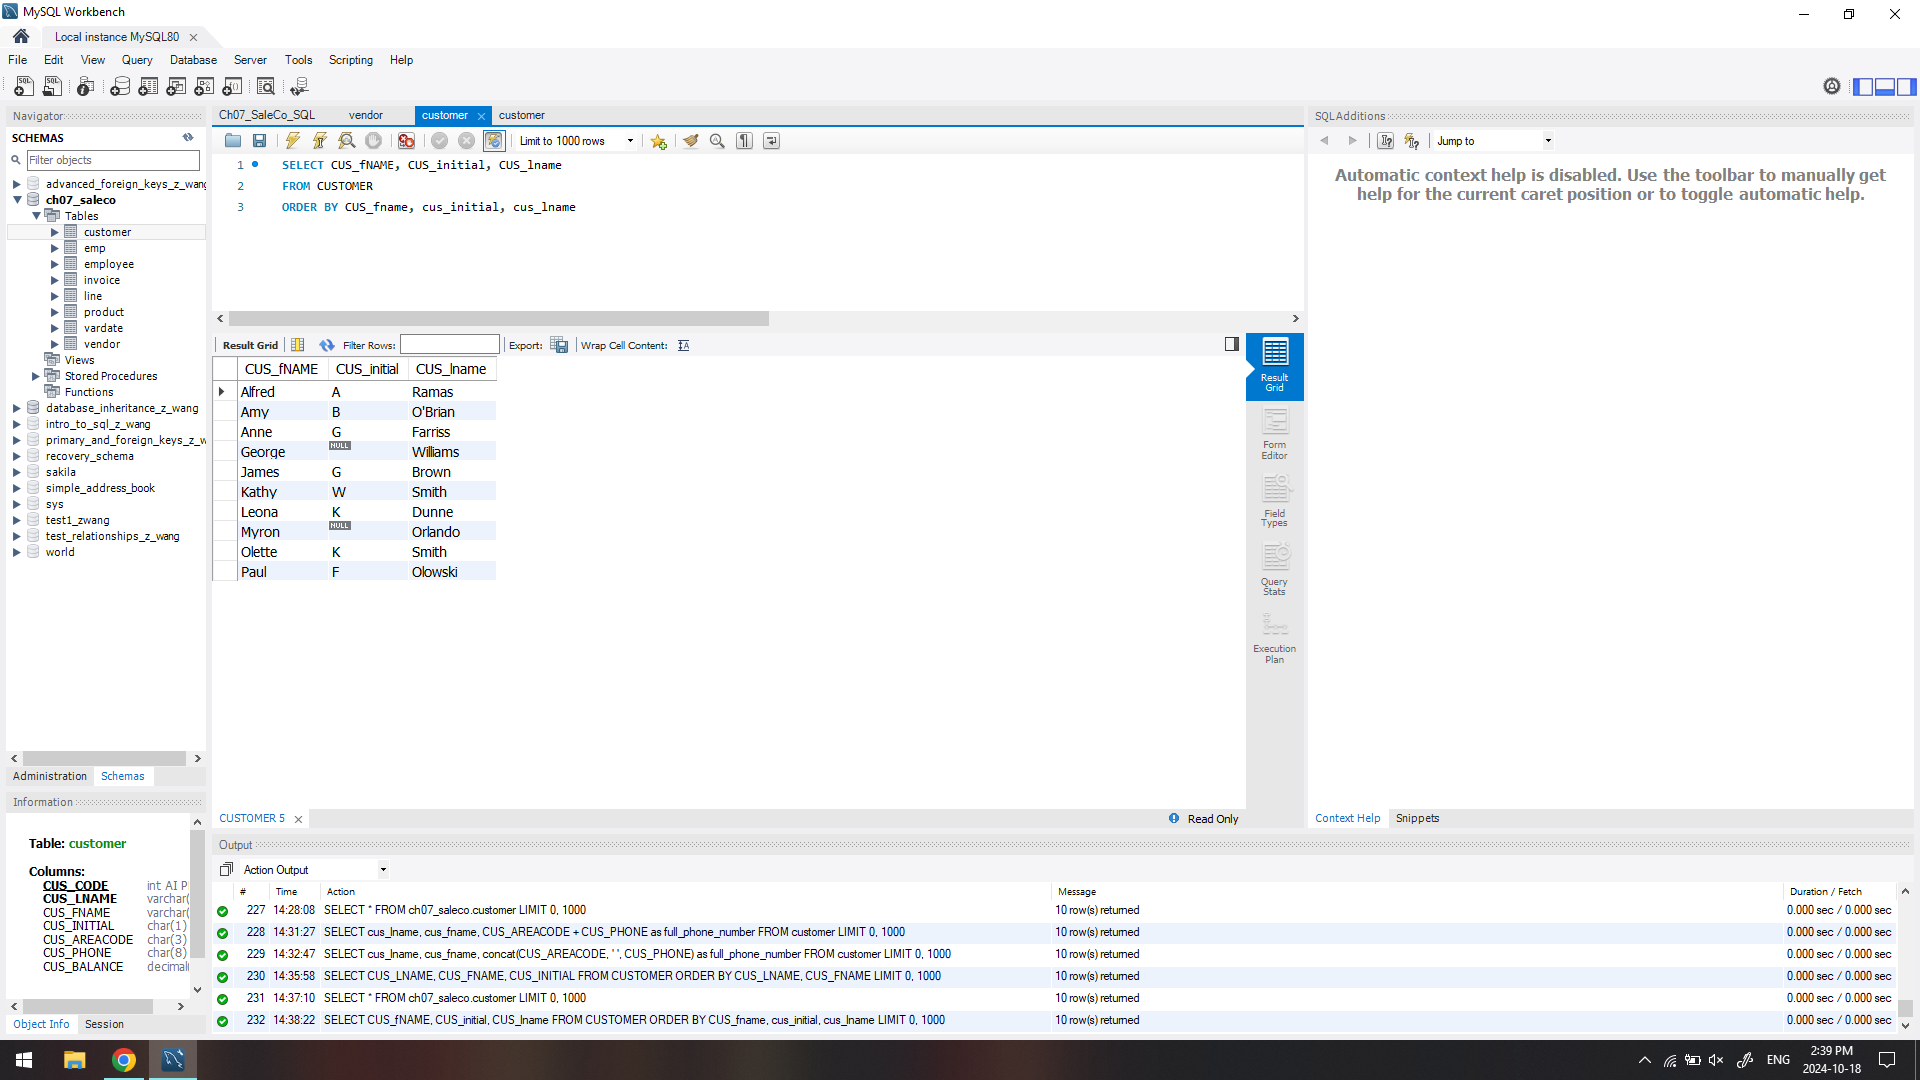 MySQL Workbench
Local instance MySQL80
File Edit View Query Database Server Tools Scripting Help
Navigator
SCHEMAS
Filter objects
advanced_foreign_keys_z_wang
ch07_saleco
Tables
customer
emp
employee
invoice
line
product
vardate
vendor
Views
Stored Procedures
Functions
database_inheritance_z_wang
intro_to_sql_z_wang
primary_and_foreign_keys_z_w
recovery_schema
sakila
simple_address_book
sys
test1_zwang
test_relationships_z_wang
world
Administration Schemas
Information
Table: customer
Columns:
CUS_CODE int AI P
CUS_LNAME varchar(
CUS_FNAME varchar(
CUS_INITIAL char(1)
CUS_AREACODE char(3)
CUS_PHONE char(8)
CUS_BALANCE decimal(
Object Info Session
Ch07_SaleCo_SQL vendor customer customer
Limit to 1000 rows
1 SELECT CUS_fNAME, CUS_initial, CUS_lname
2 FROM CUSTOMER
3 ORDER BY CUS_fname, cus_initial, cus_lname
Result Grid Filter Rows: Export: Wrap Cell Content:
CUS_fNAME CUS_initial CUS_lname
Alfred A Ramas
Amy B O'Brian
Anne G Farriss
George NULL Williams
James G Brown
Kathy W Smith
Leona K Dunne
Myron NULL Orlando
Olette K Smith
Paul F Olowski
Result
Grid
Form
Editor
Field
Types
Query
Stats
Execution
Plan
CUSTOMER 5 Read Only
SQLAdditions
Jump to
Automatic context help is disabled. Use the toolbar to manually get
help for the current caret position or to toggle automatic help.
Context Help Snippets
Output
Action Output
# Time Action Message Duration / Fetch
227 14:28:08 SELECT * FROM ch07_saleco.customer LIMIT 0, 1000 10 row(s) returned 0.000 sec / 0.000 sec
228 14:31:27 SELECT cus_lname, cus_fname, CUS_AREACODE + CUS_PHONE as full_phone_number FROM customer LIMIT 0, 1000 10 row(s) returned 0.000 sec / 0.000 sec
229 14:32:47 SELECT cus_lname, cus_fname, concat(CUS_AREACODE, ' ', CUS_PHONE) as full_phone_number FROM customer LIMIT 0, 1000 10 row(s) returned 0.000 sec / 0.000 sec
230 14:35:58 SELECT CUS_LNAME, CUS_FNAME, CUS_INITIAL FROM CUSTOMER ORDER BY CUS_LNAME, CUS_FNAME LIMIT 0, 1000 10 row(s) returned 0.000 sec / 0.000 sec
231 14:37:10 SELECT * FROM ch07_saleco.customer LIMIT 0, 1000 10 row(s) returned 0.000 sec / 0.000 sec
232 14:38:22 SELECT CUS_fNAME, CUS_initial, CUS_lname FROM CUSTOMER ORDER BY CUS_fname, cus_initial, cus_lname LIMIT 0, 1000 10 row(s) returned 0.000 sec / 0.000 sec
ENG
2:39 PM
2024-10-18